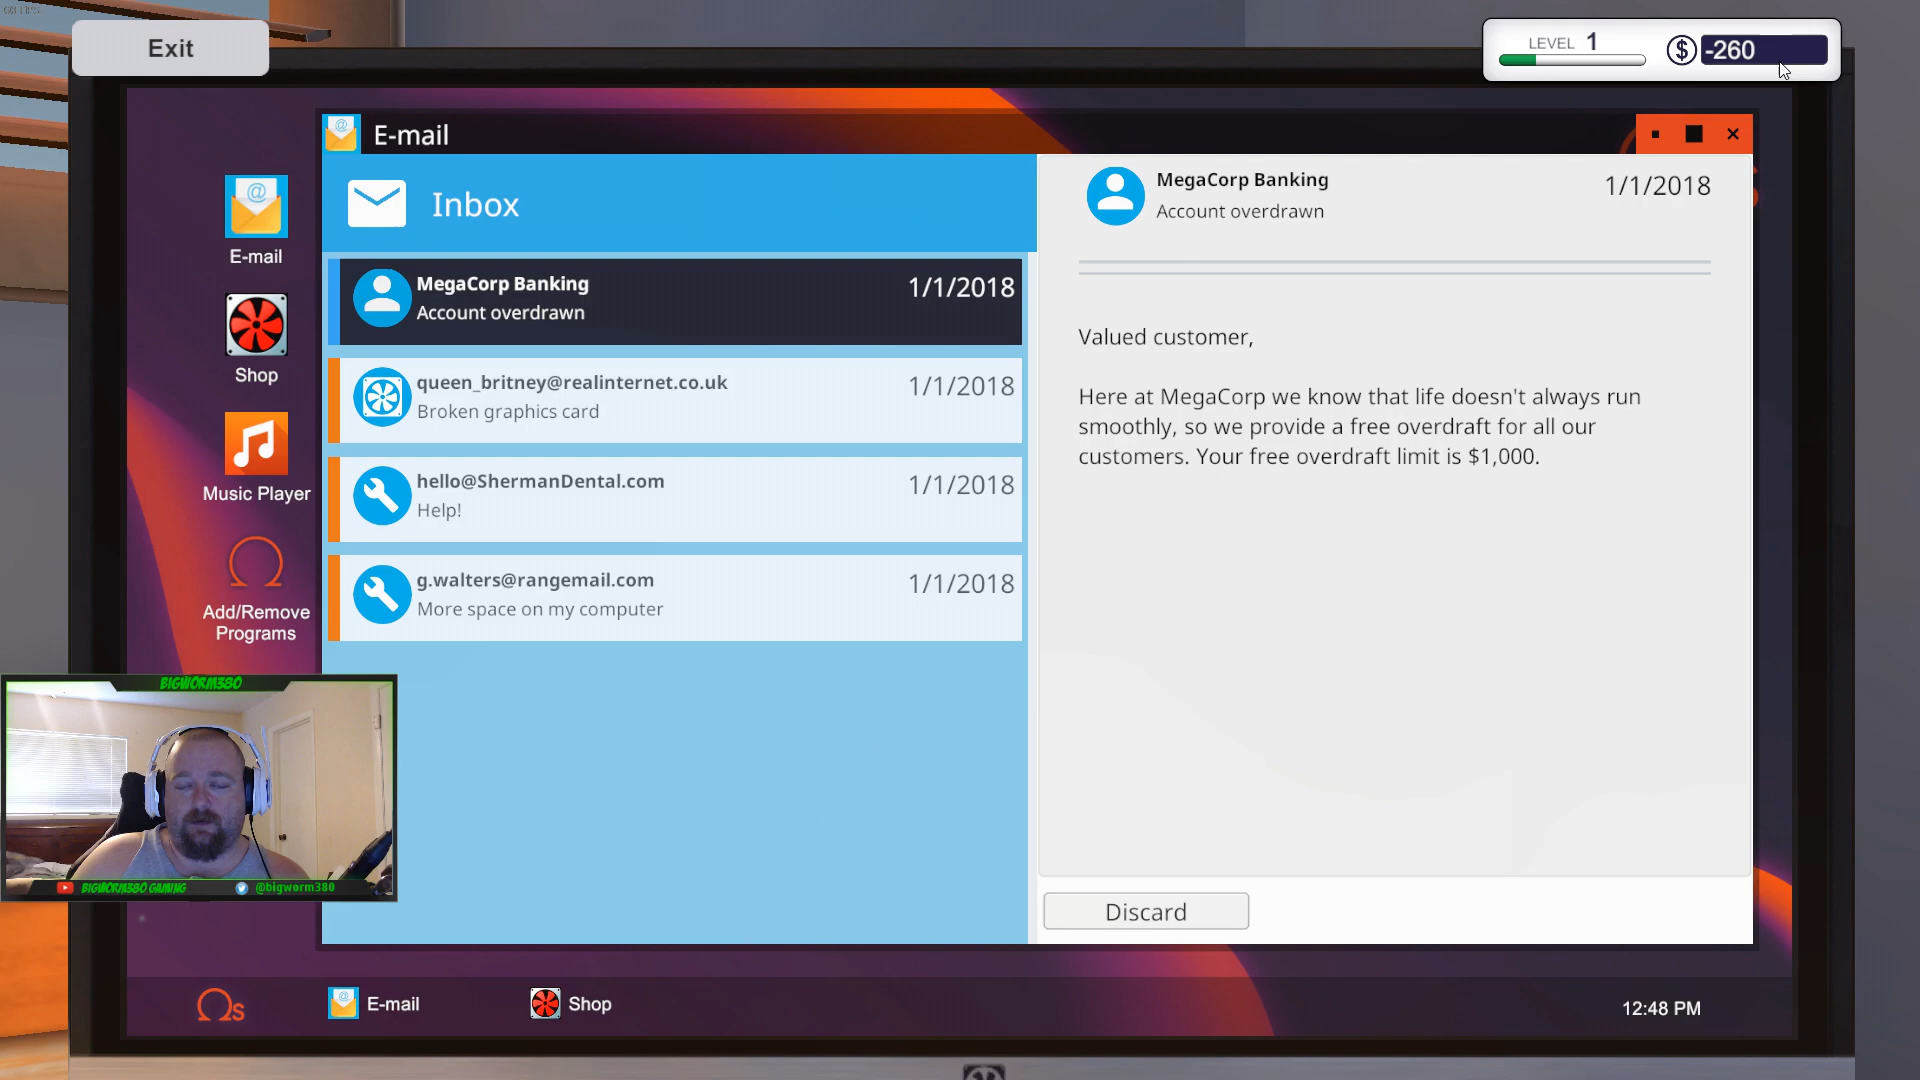 Exit
LEVEL 1
$ -260
E-mail
Inbox
MegaCorp Banking
Account overdrawn
1/1/2018
queen_britney@realinternet.co.uk
Broken graphics card
1/1/2018
hello@ShermanDental.com
Help!
1/1/2018
g.walters@rangemail.com
More space on my computer
1/1/2018
MegaCorp Banking
Account overdrawn
1/1/2018
Valued customer,
Here at MegaCorp we know that life doesn't always run
smoothly, so we provide a free overdraft for all our
customers. Your free overdraft limit is $1,000.
Discard
E-mail
Shop
Music Player
Add/Remove
Programs
BIGWORM380
BIGWORM380 GAMING
@bigworm380
Ωs
E-mail
Shop
12:48 PM